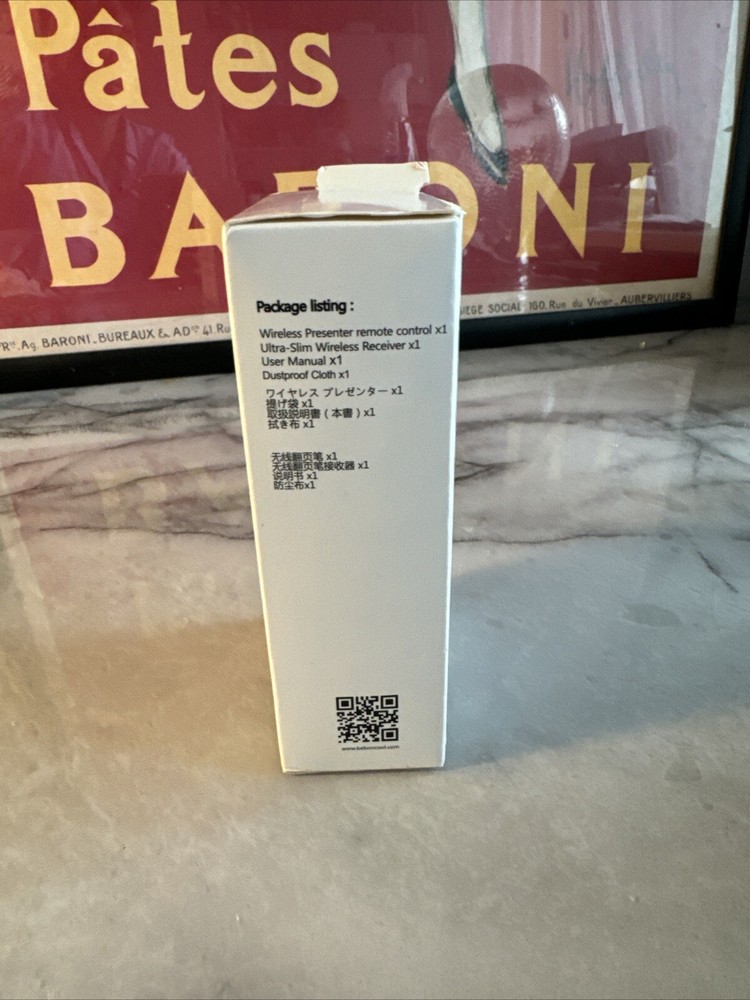 Pâtes
BARONI
Ag. BARONI. BUREAUX & AD 41. Ru
SIEGE SOCIAL. 160. Rue du Vivier. AUBERVILLIERS
Package listing :
Wireless Presenter remote control x1
Ultra-Slim Wireless Receiver x1
User Manual x1
Dustproof Cloth x1
ワイヤレス プレゼンター x1
提げ袋 x1
取扱説明書 ( 本書 ) x1
拭き布 x1
无线翻页笔 x1
无线翻页笔接收器 x1
说明书 x1
防尘布x1